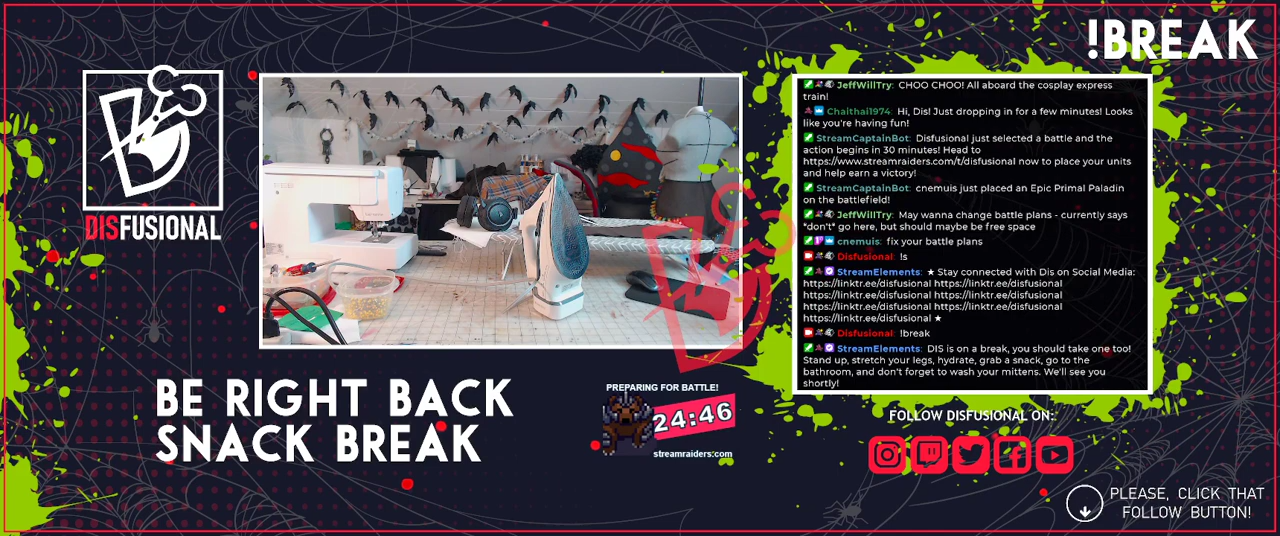 !BREAK
DISFUSIONAL
JeffWillTry: CHOO CHOO! All aboard the cosplay express
train!
Chaithai1974: Hi, Dis! Just dropping in for a few minutes! Looks
like you're having fun!
StreamCaptainBot: Disfusional just selected a battle and the
action begins in 30 minutes! Head to
https://www.streamraiders.com/t/disfusional now to place your units
and help earn a victory!
StreamCaptainBot: cnemuis just placed an Epic Primal Paladin
on the battlefield!
JeffWillTry: May wanna change battle plans - currently says
*don't* go here, but should maybe be free space
cnemuis: fix your battle plans
Disfusional: !s
StreamElements: ★ Stay connected with Dis on Social Media:
https://linktr.ee/disfusional https://linktr.ee/disfusional
https://linktr.ee/disfusional https://linktr.ee/disfusional
https://linktr.ee/disfusional https://linktr.ee/disfusional
https://linktr.ee/disfusional ★
Disfusional: !break
StreamElements: DIS is on a break, you should take one too!
Stand up, stretch your legs, hydrate, grab a snack, go to the
bathroom, and don't forget to wash your mittens. We'll see you
shortly!
BE RIGHT BACK
SNACK BREAK
PREPARING FOR BATTLE!
24:46
streamraiders.com
FOLLOW DISFUSIONAL ON:
PLEASE, CLICK THAT
FOLLOW BUTTON!